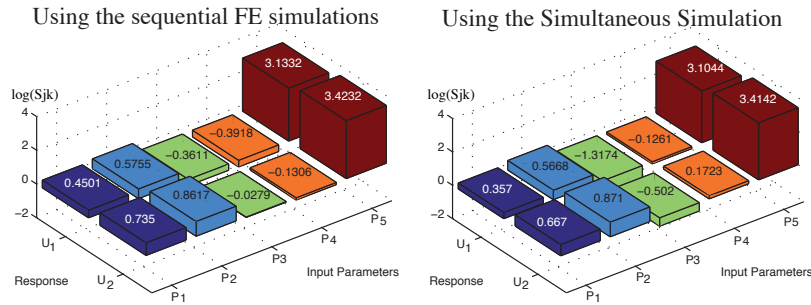 Using the sequential FE simulations
log(Sjk)
4
2
0
−2
3.1332
3.4232
−0.3918
−0.1306
−0.3611
−0.0279
0.5755
0.8617
0.4501
0.735
U1
U2
Response
P1
P2
P3
P4
P5
Input Parameters
Using the Simultaneous Simulation
log(Sjk)
4
2
0
−2
3.1044
3.4142
−0.1261
0.1723
−1.3174
−0.502
0.5668
0.871
0.357
0.667
U1
U2
Response
P1
P2
P3
P4
P5
Input Parameters